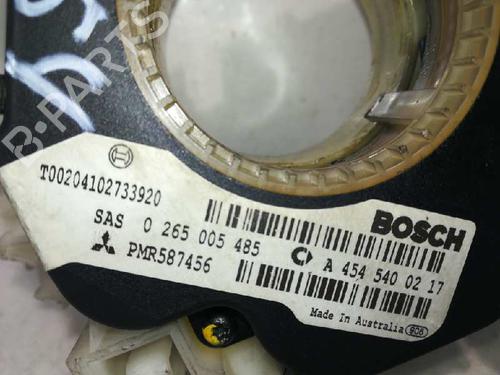 B-PARTS
T00204102733920
BOSCH
SAS 0 265 005 485
A 454 540 02 17
PMR587456
Made In Australia